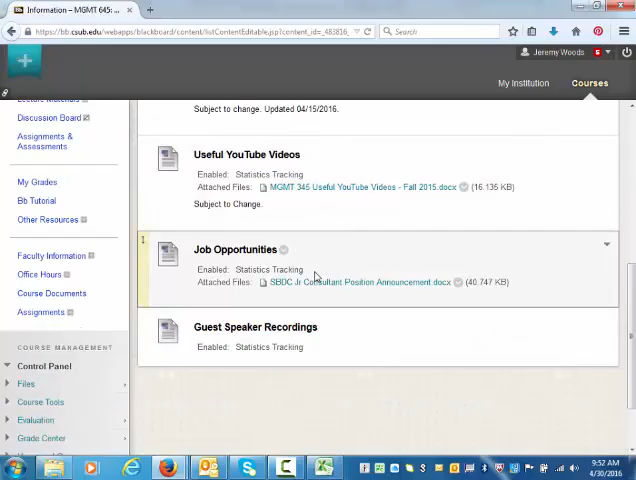 Information – MGMT 645: ...
https://bb.csub.edu/webapps/blackboard/content/listContentEditable.jsp?content_id=_483816_
Search
Jeremy Woods
6
My Institution
Courses
Lecture Materials
Discussion Board
Assignments &
Assessments
My Grades
Bb Tutorial
Other Resources
Faculty Information
Office Hours
Course Documents
Assignments
COURSE MANAGEMENT
Control Panel
Files
Course Tools
Evaluation
Grade Center
Subject to change. Updated 04/15/2016.
Useful YouTube Videos
Enabled: Statistics Tracking
Attached Files: MGMT 345 Useful YouTube Videos - Fall 2015.docx (16.135 KB)
Subject to Change.
Job Opportunities
Enabled: Statistics Tracking
Attached Files: SBDC Jr Consultant Position Announcement.docx (40.747 KB)
Guest Speaker Recordings
Enabled: Statistics Tracking
9:52 AM
4/30/2016